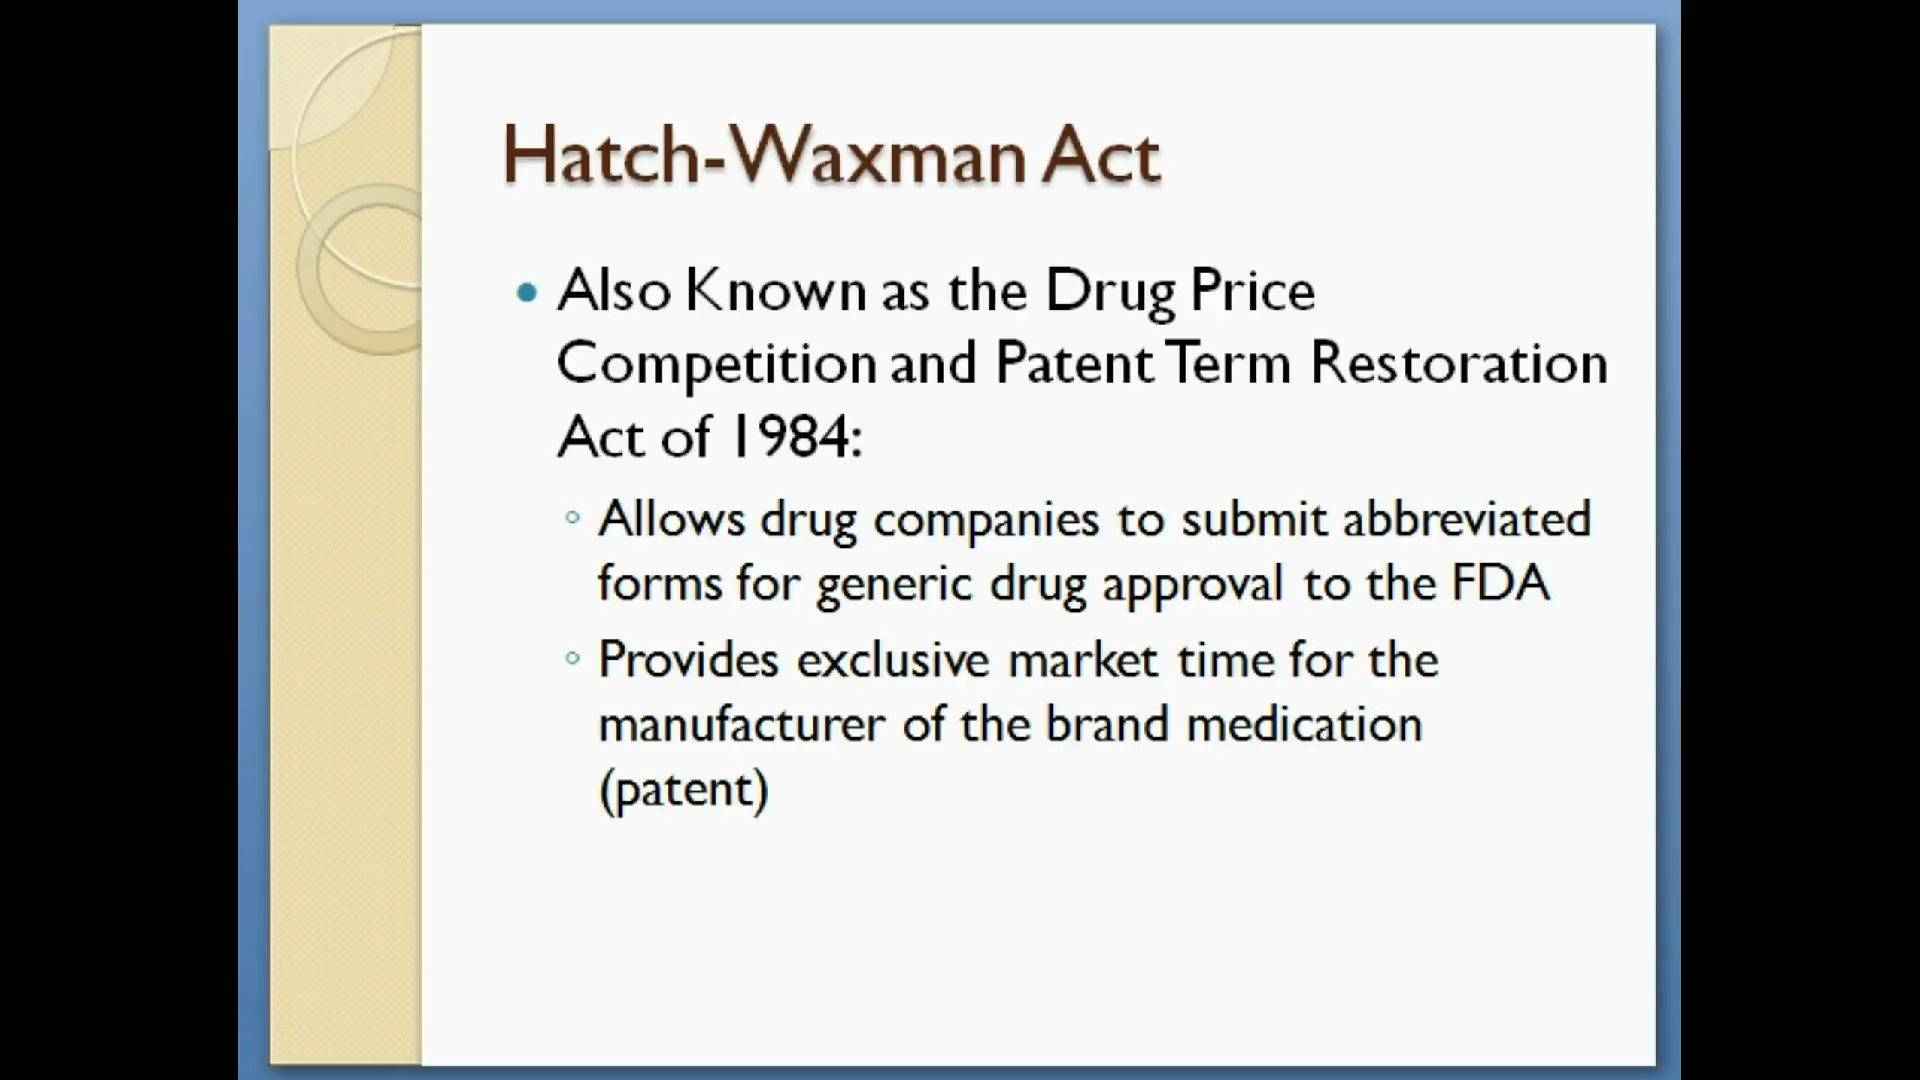 Hatch-Waxman Act
• Also Known as the Drug Price
Competition and Patent Term Restoration
Act of 1984:
◦ Allows drug companies to submit abbreviated
forms for generic drug approval to the FDA
◦ Provides exclusive market time for the
manufacturer of the brand medication
(patent)